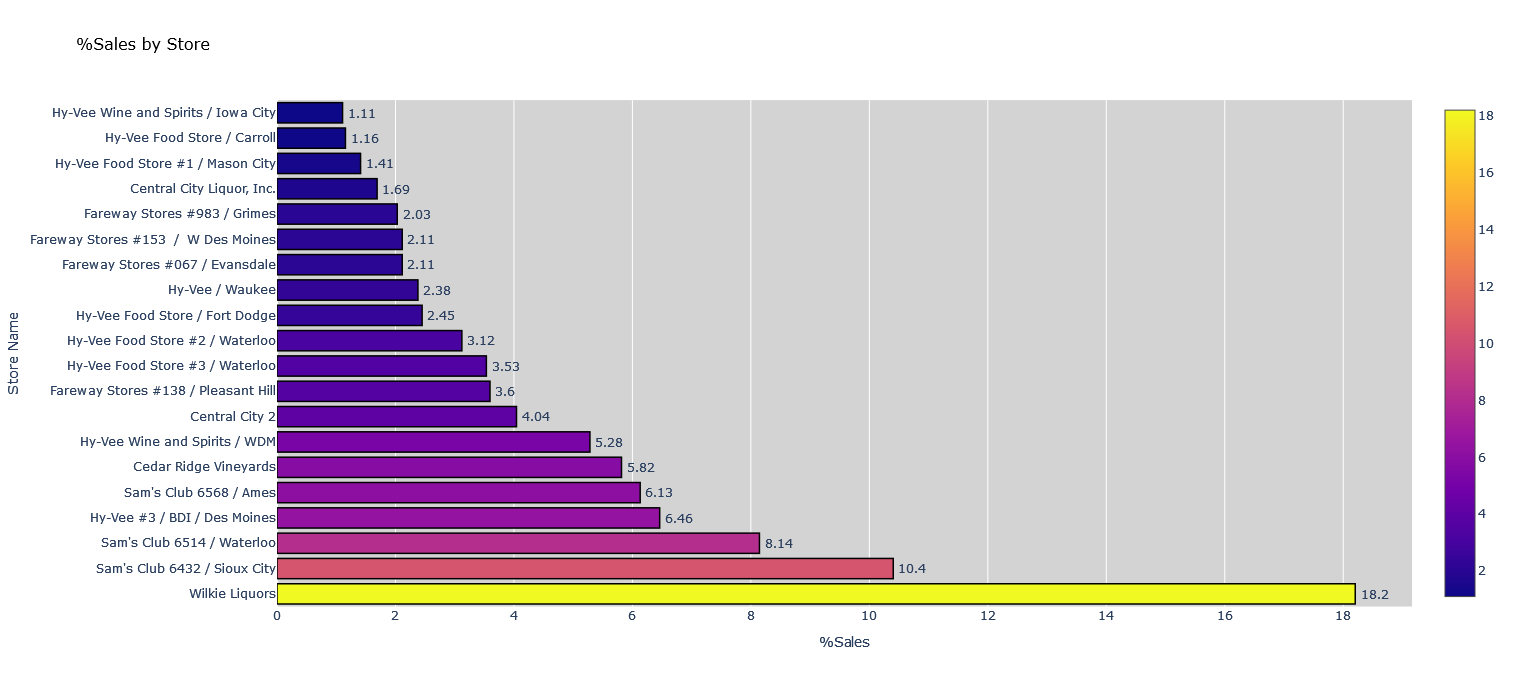 %Sales by Store
Hy-Vee Wine and Spirits / Iowa City 1.11
Hy-Vee Food Store / Carroll 1.16
Hy-Vee Food Store #1 / Mason City 1.41
Central City Liquor, Inc. 1.69
Fareway Stores #983 / Grimes 2.03
Fareway Stores #153  /  W Des Moines 2.11
Fareway Stores #067 / Evansdale 2.11
Hy-Vee / Waukee 2.38
Hy-Vee Food Store / Fort Dodge 2.45
Hy-Vee Food Store #2 / Waterloo 3.12
Hy-Vee Food Store #3 / Waterloo 3.53
Fareway Stores #138 / Pleasant Hill 3.6
Central City 2 4.04
Hy-Vee Wine and Spirits / WDM 5.28
Cedar Ridge Vineyards 5.82
Sam's Club 6568 / Ames 6.13
Hy-Vee #3 / BDI / Des Moines 6.46
Sam's Club 6514 / Waterloo 8.14
Sam's Club 6432 / Sioux City 10.4
Wilkie Liquors 18.2
0 2 4 6 8 10 12 14 16 18
%Sales
Store Name
18
16
14
12
10
8
6
4
2